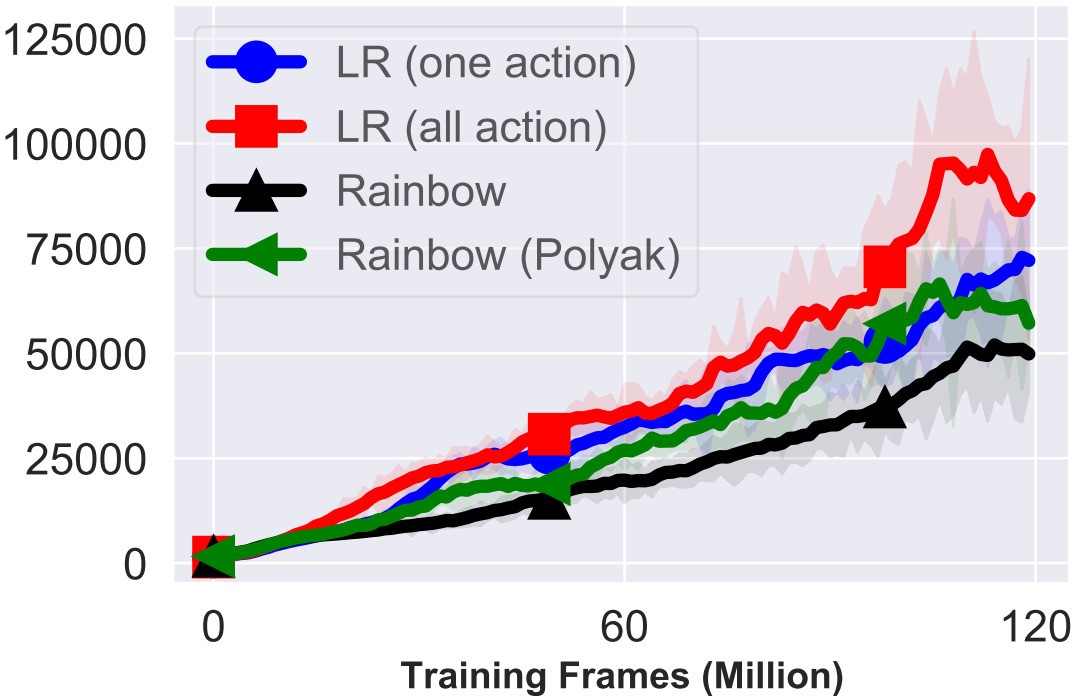 125000
100000
75000
50000
25000
0
LR (one action)
LR (all action)
Rainbow
Rainbow (Polyak)
0 60 120
Training Frames (Million)